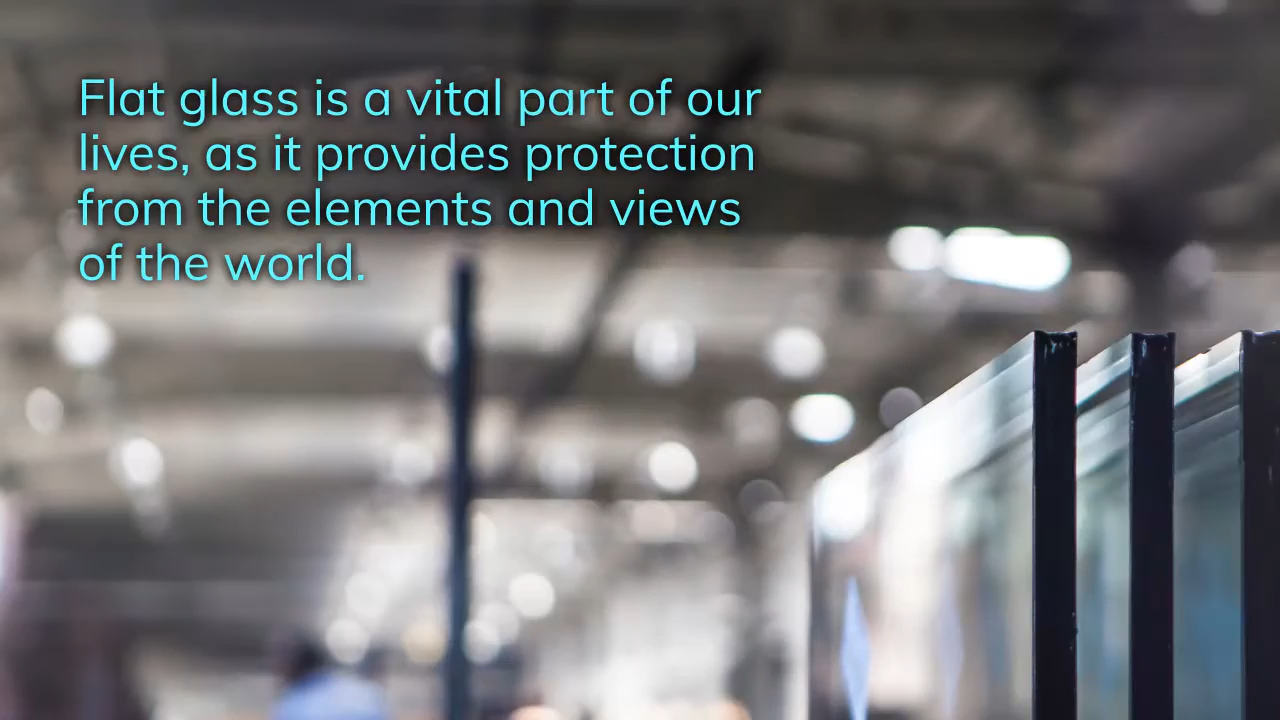 Flat glass is a vital part of our
lives, as it provides protection
from the elements and views
of the world.